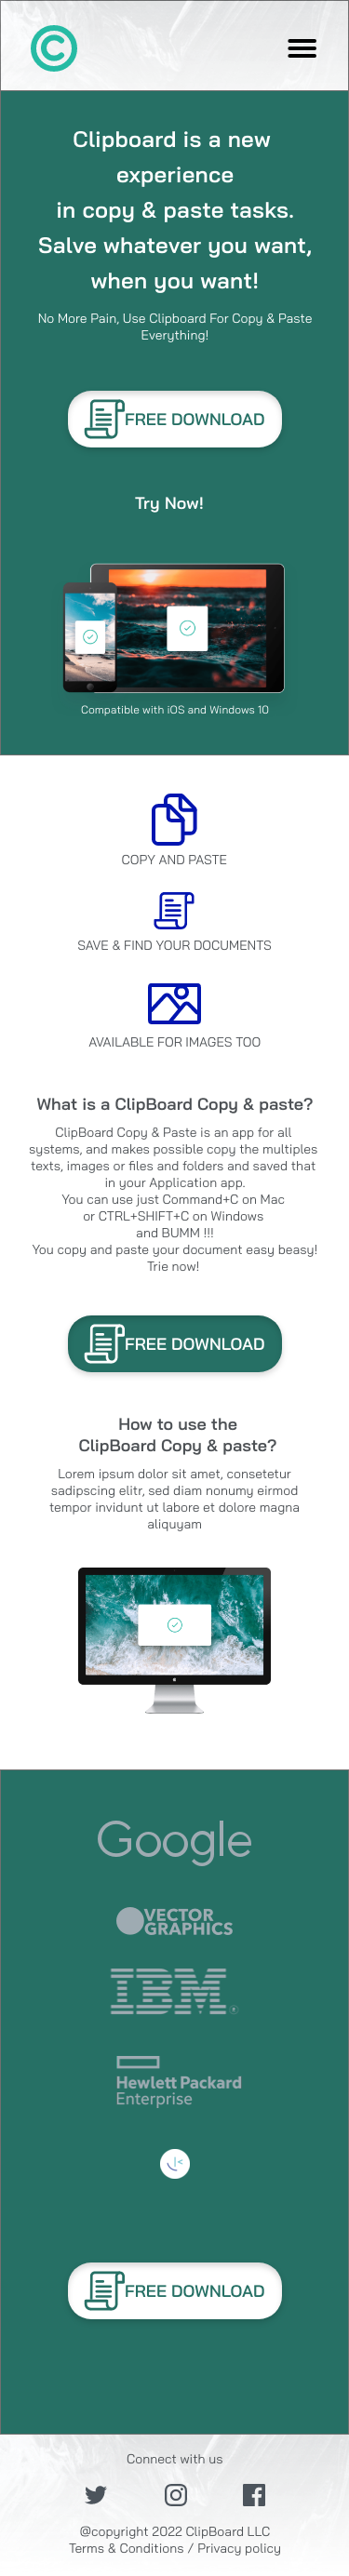 Clipboard is a new
experience
in copy & paste tasks.
Salve whatever you want,
when you want!
No More Pain, Use Clipboard For Copy & Paste
Everything!
FREE DOWNLOAD
Try Now!
Compatible with iOS and Windows 10
COPY AND PASTE
SAVE & FIND YOUR DOCUMENTS
AVAILABLE FOR IMAGES TOO
What is a ClipBoard Copy & paste?
ClipBoard Copy & Paste is an app for all
systems, and makes possible copy the multiples
texts, images or files and folders and saved that
in your Application app.
You can use just Command+C on Mac
or CTRL+SHIFT+C on Windows
and BUMM !!!
You copy and paste your document easy beasy!
Trie now!
FREE DOWNLOAD
How to use the
ClipBoard Copy & paste?
Lorem ipsum dolor sit amet, consetetur
sadipscing elitr, sed diam nonumy eirmod
tempor invidunt ut labore et dolore magna
aliquyam
Google
VECTOR
GRAPHICS
IBM
Hewlett Packard
Enterprise
FREE DOWNLOAD
Connect with us
@copyright 2022 ClipBoard LLC
Terms & Conditions / Privacy policy